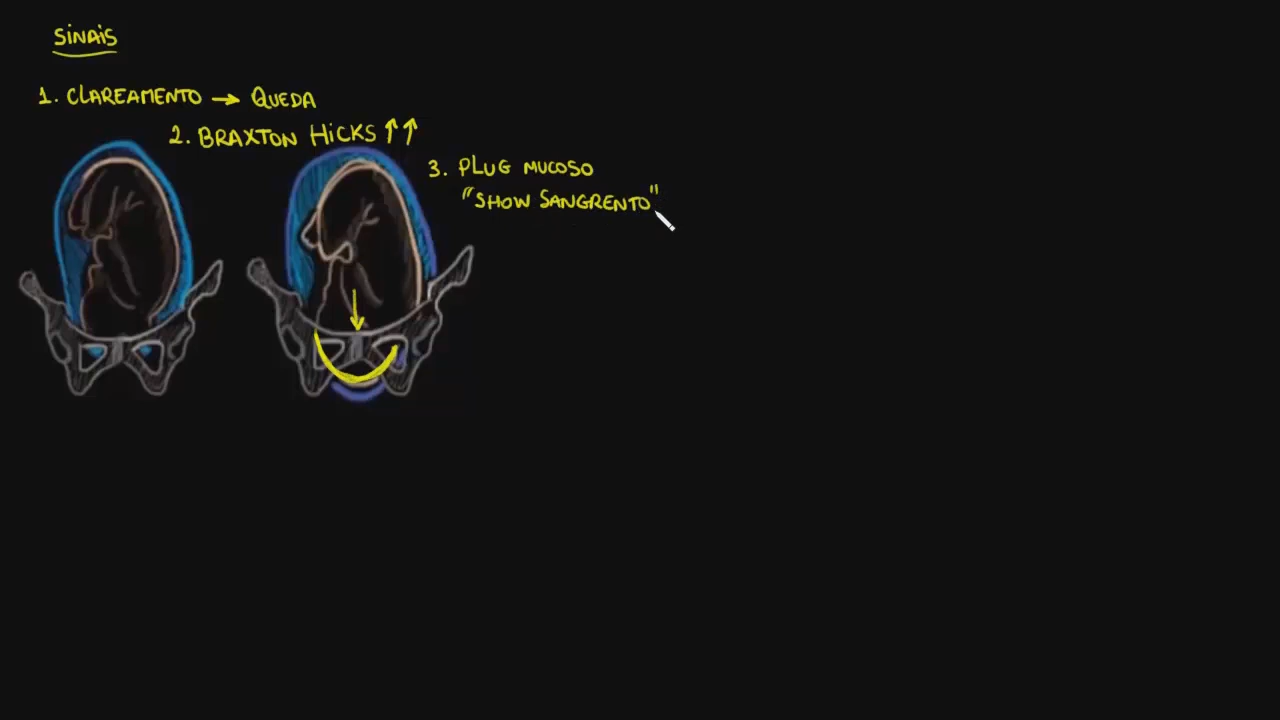 SINAIS
1. CLAREAMENTO → QUEDA
2. BRAXTON HICKS ↑↑
3. PLUG MUCOSO
"SHOW SANGRENTO"